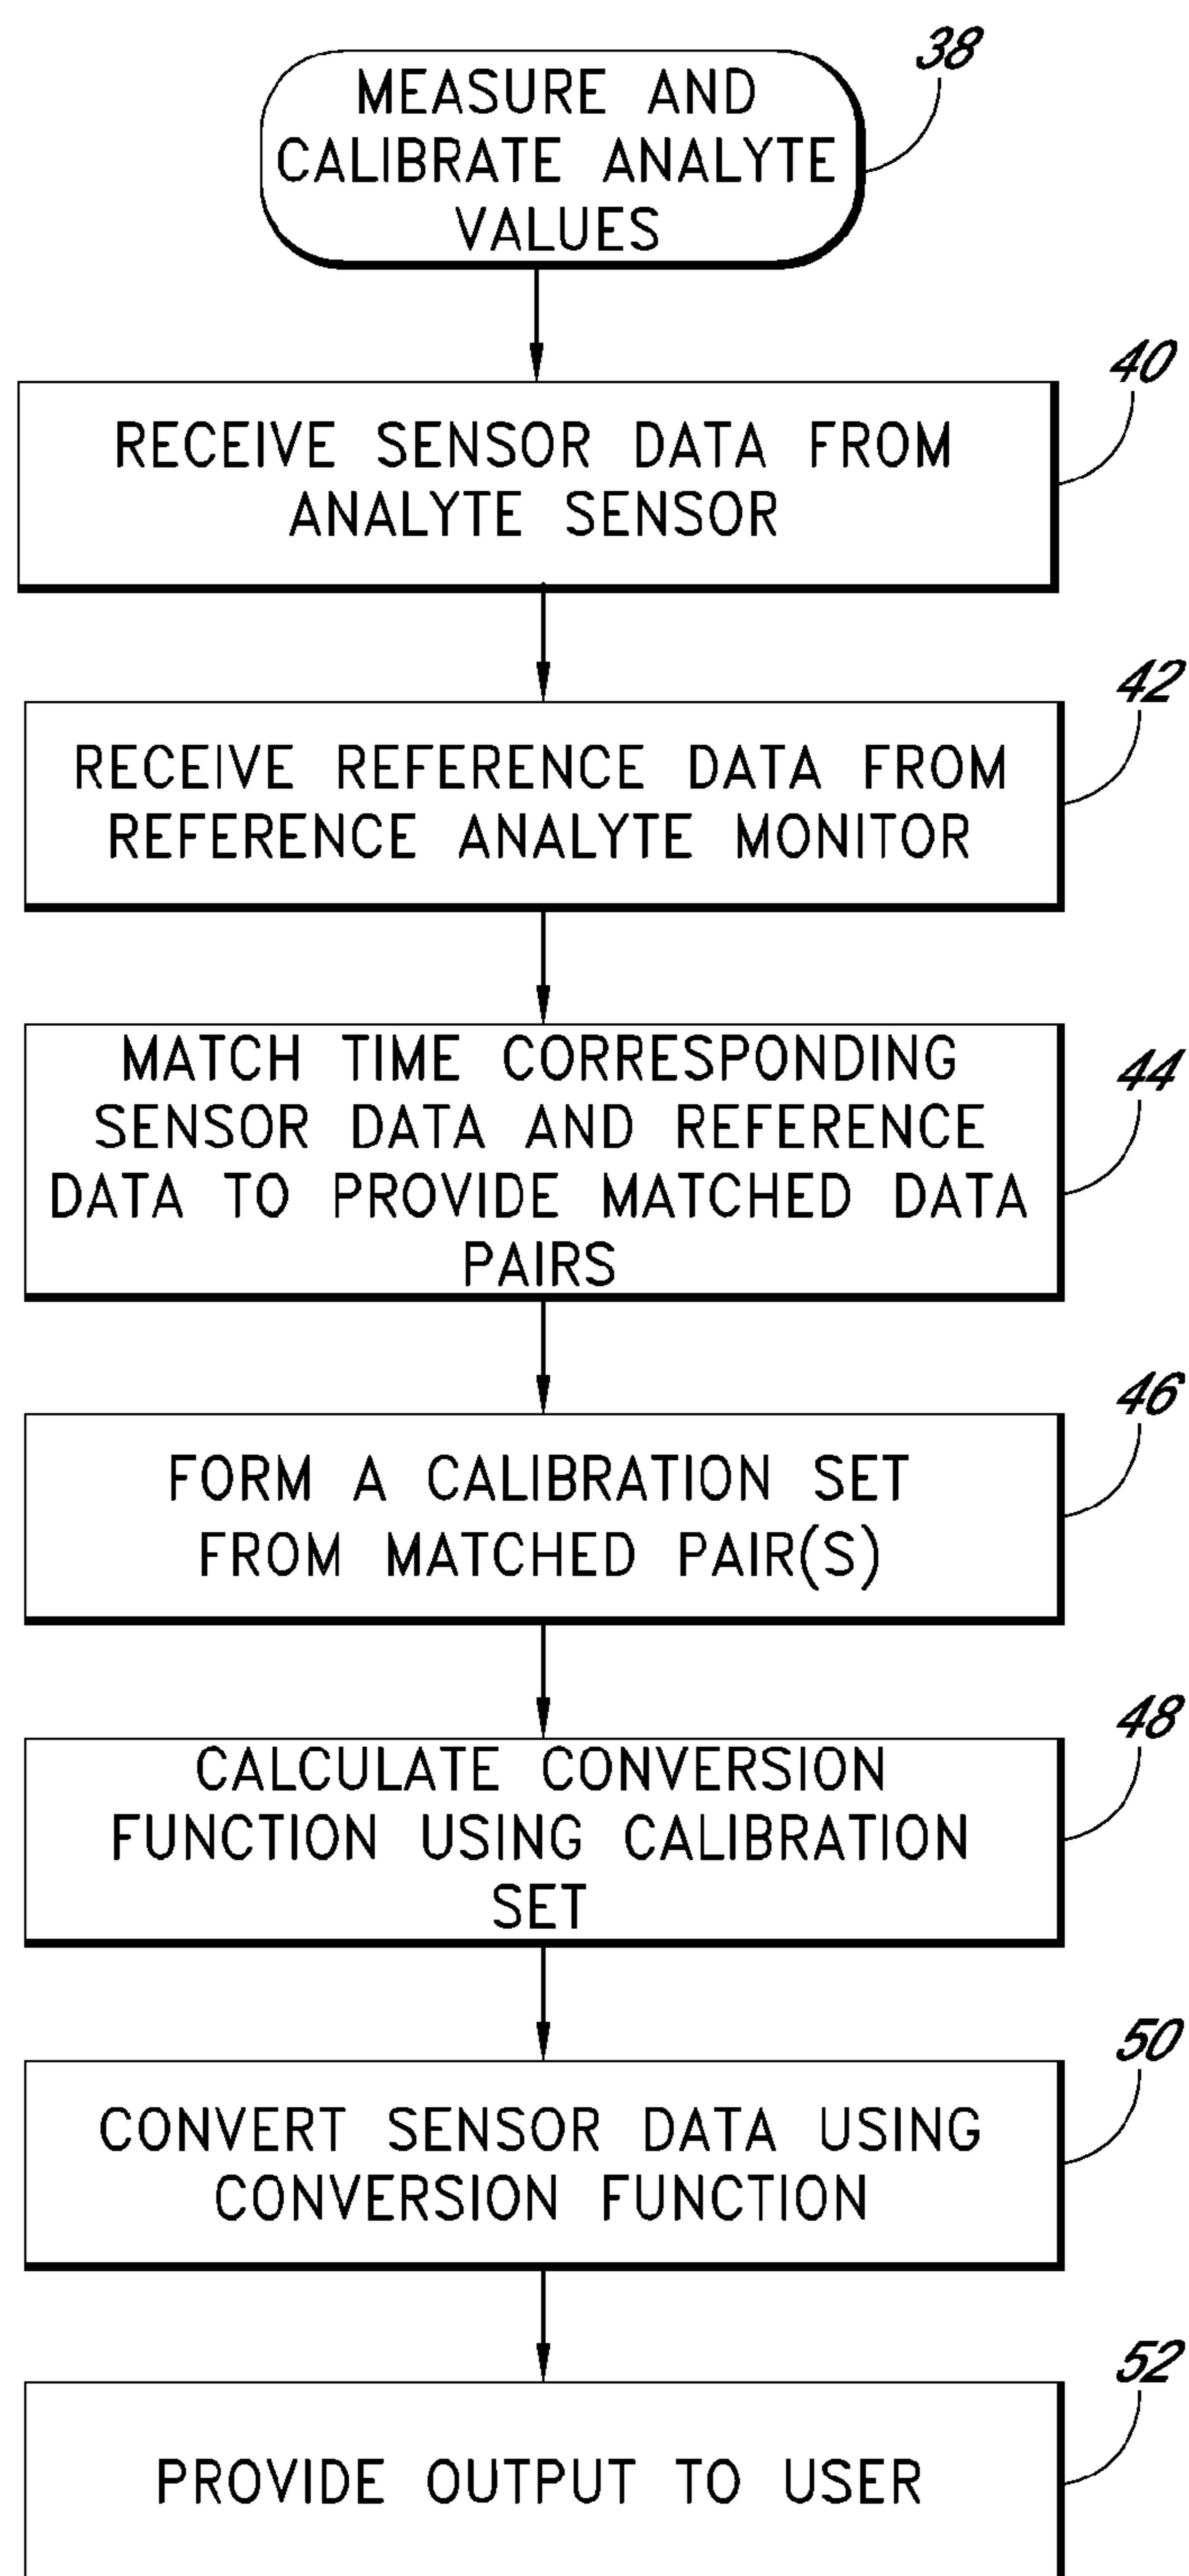 38
MEASURE AND
CALIBRATE ANALYTE
VALUES
40
RECEIVE SENSOR DATA FROM
ANALYTE SENSOR
42
RECEIVE REFERENCE DATA FROM
REFERENCE ANALYTE MONITOR
44
MATCH TIME CORRESPONDING
SENSOR DATA AND REFERENCE
DATA TO PROVIDE MATCHED DATA
PAIRS
46
FORM A CALIBRATION SET
FROM MATCHED PAIR(S)
48
CALCULATE CONVERSION
FUNCTION USING CALIBRATION
SET
50
CONVERT SENSOR DATA USING
CONVERSION FUNCTION
52
PROVIDE OUTPUT TO USER